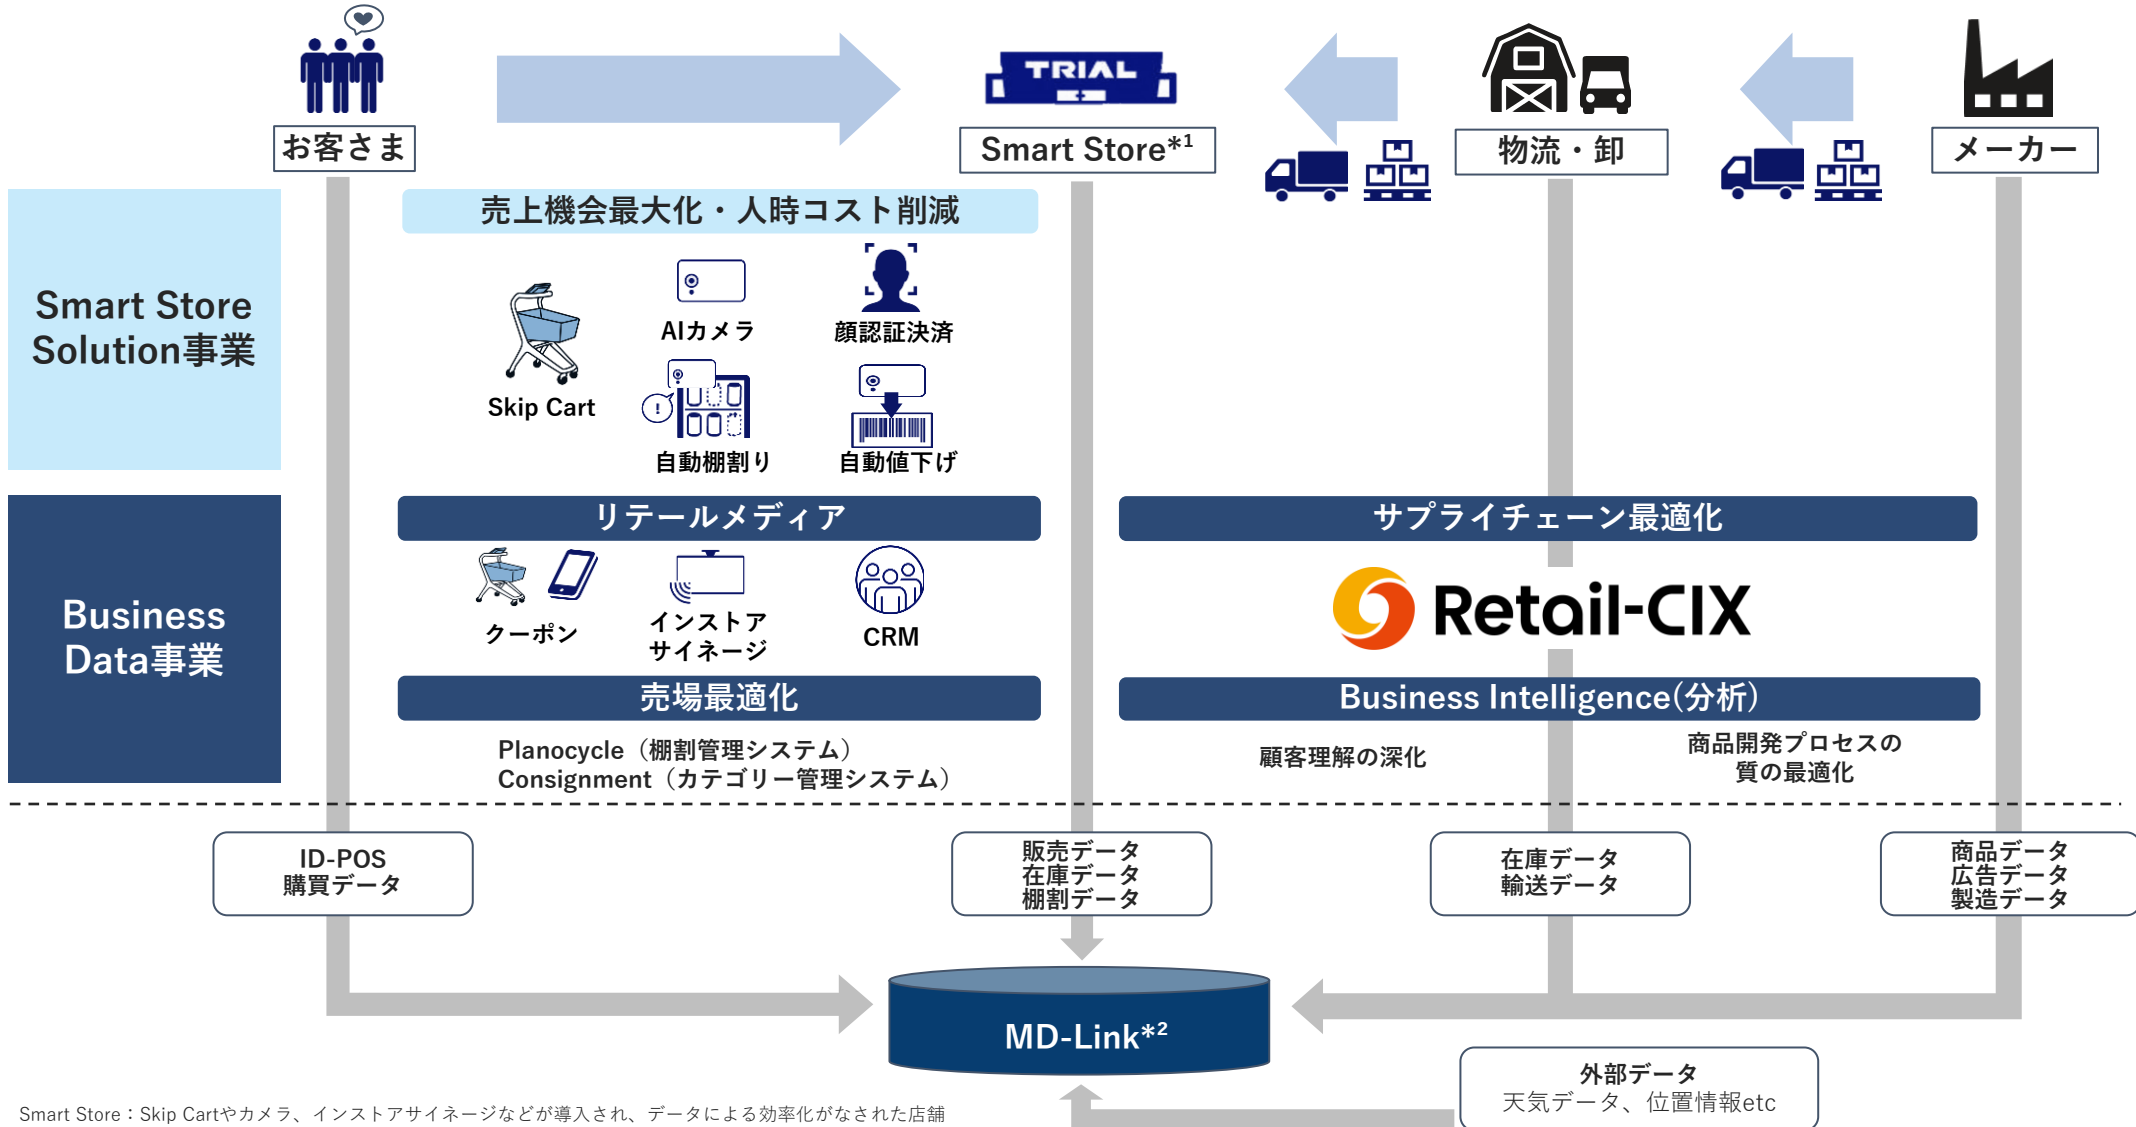 TRIAL
お客さま
Smart Store*1
物流・卸
メーカー
Smart Store
Solution事業
売上機会最大化・人時コスト削減
Skip Cart
AIカメラ
顔認証決済
!
自動棚割り
自動値下げ
Business
Data事業
リテールメディア
クーポン
インストア
サイネージ
CRM
売場最適化
Planocycle（棚割管理システム）
Consignment（カテゴリー管理システム）
サプライチェーン最適化
Retail-CIX
Business Intelligence(分析)
顧客理解の深化
商品開発プロセスの
質の最適化
ID-POS
購買データ
販売データ
在庫データ
棚割データ
在庫データ
輸送データ
商品データ
広告データ
製造データ
MD-Link*2
外部データ
天気データ、位置情報etc
Smart Store：Skip Cartやカメラ、インストアサイネージなどが導入され、データによる効率化がなされた店舗